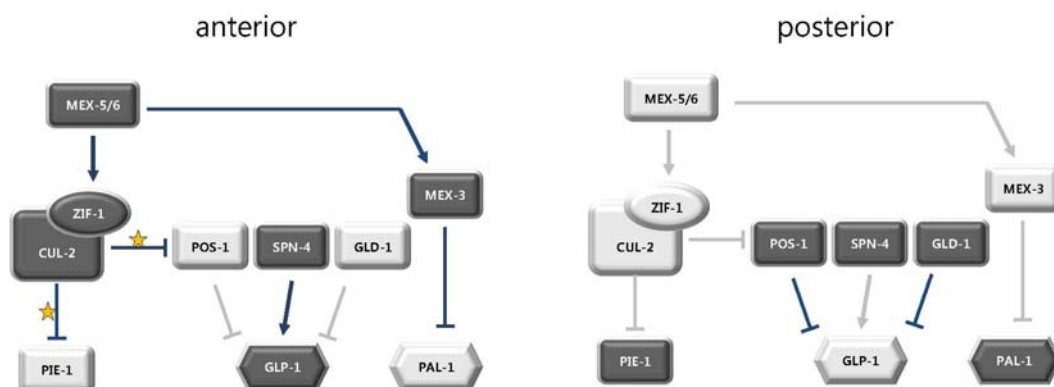 anterior
posterior
MEX-5/6
MEX-5/6
ZIF-1
MEX-3
ZIF-1
MEX-3
CUL-2
POS-1
SPN-4
GLD-1
CUL-2
POS-1
SPN-4
GLD-1
PIE-1
GLP-1
PAL-1
PIE-1
GLP-1
PAL-1